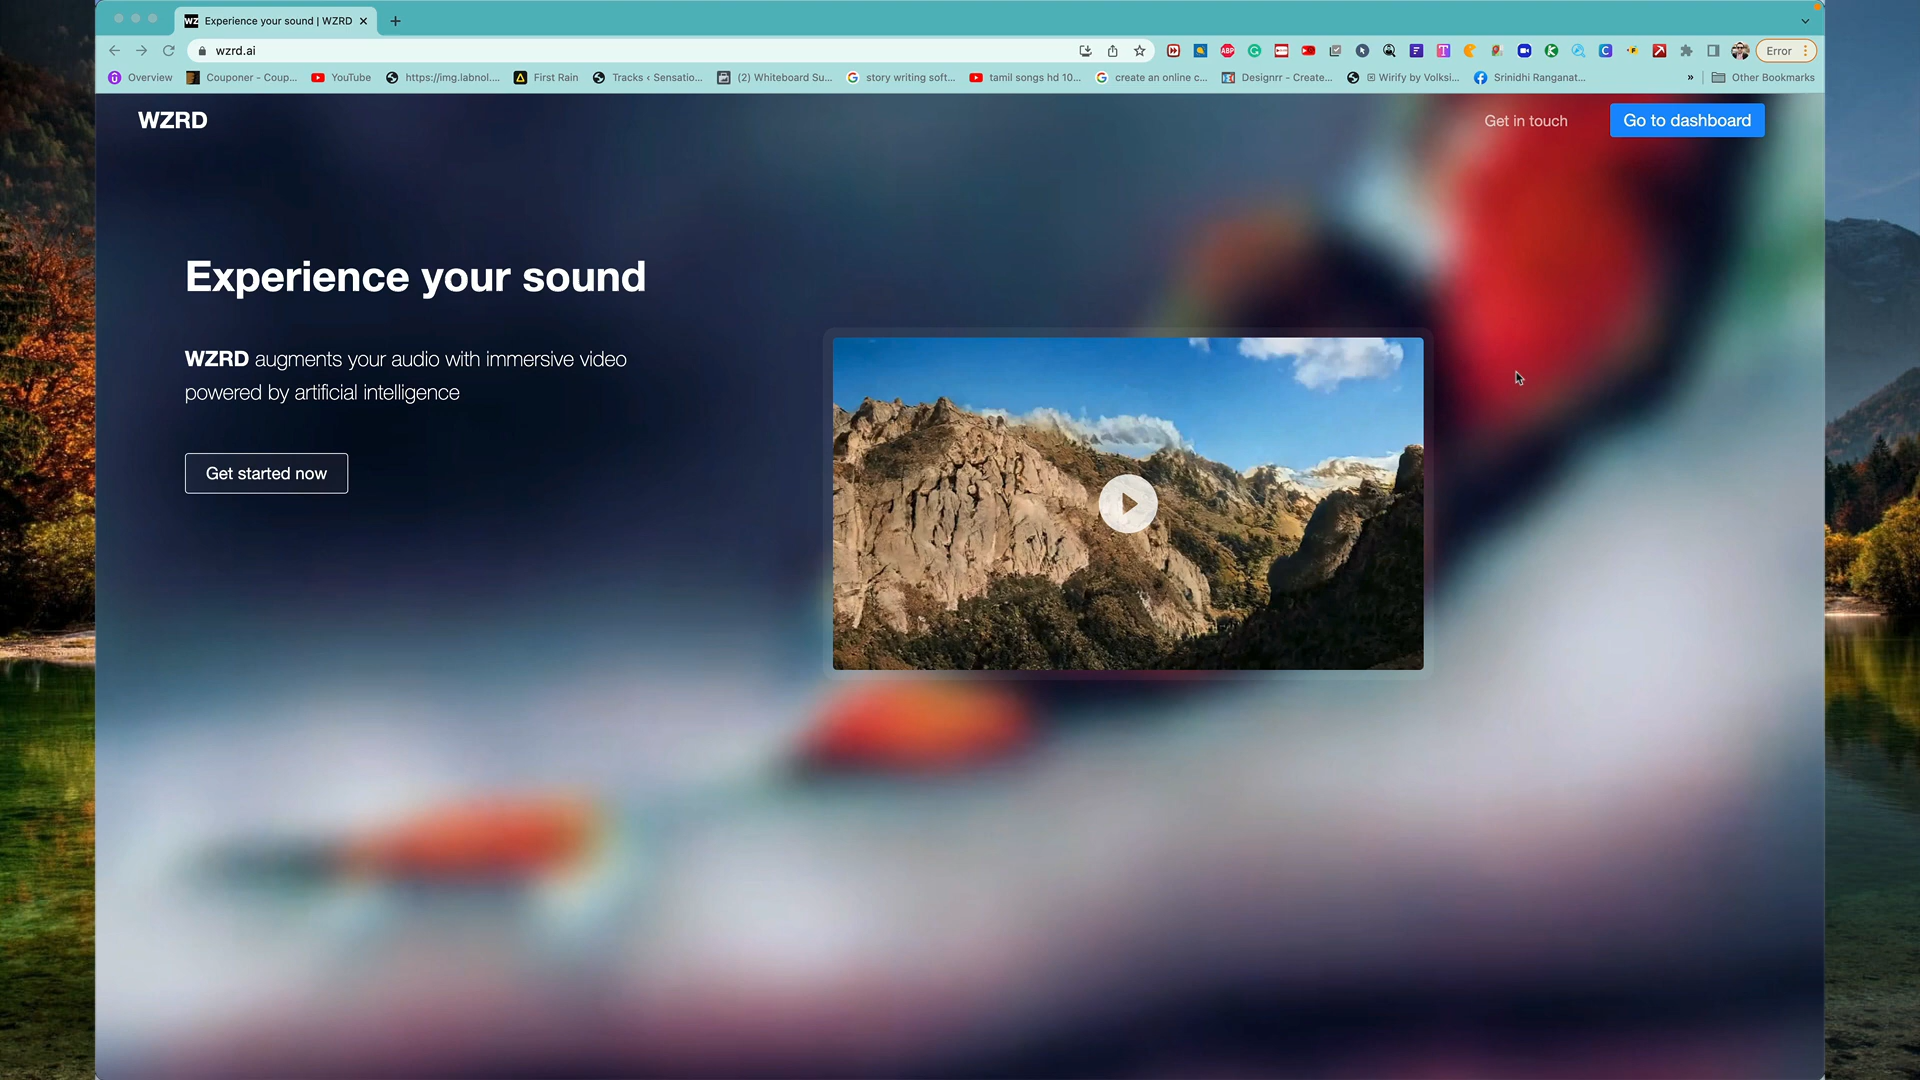 WZ Experience your sound | WZRD
wzrd.ai
Error
Overview
Couponer - Coup...
YouTube
https://img.labnol....
First Rain
Tracks ‹ Sensatio...
(2) Whiteboard Su...
story writing soft...
tamil songs hd 10...
create an online c...
Designrr - Create...
Wirify by Volksi...
Srinidhi Ranganat...
»
Other Bookmarks
WZRD
Get in touch
Go to dashboard
Experience your sound
WZRD augments your audio with immersive video
powered by artificial intelligence
Get started now